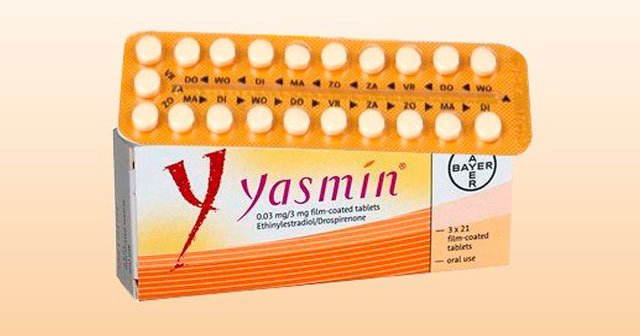 VR DO ◄ WO ◄ DI ◄ MA ◄ ZO ◄ ZA ◄ VR ◄ DO ◄ WO
ZA
ZO MA ► DI ► WO ► DO ► VR ► ZA ► ZO ► MA ► DI
Y
yasmin®
0.03 mg/3 mg film-coated tablets
Ethinylestradiol/Drospirenone
A
BAYER
E
R
3 x 21
film-coated
tablets
oral use